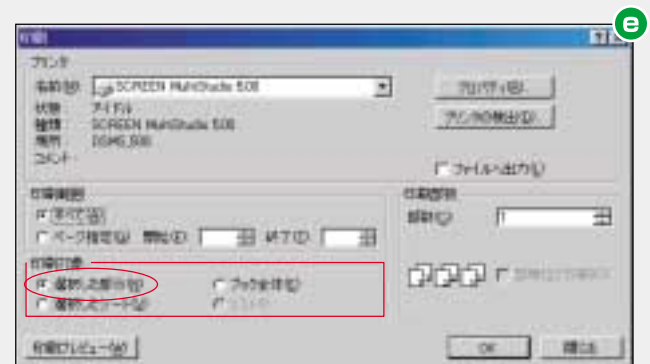 e
印刷
プリンタ
名前(N): SCREEN MultiStudio 500
プロパティ(R)...
状態: アイドル
種類: SCREEN MultiStudio 500
プリンタの検出(D)...
場所:
コメント:
ファイルへ出力(L)
印刷範囲
すべて(A)
ページ指定(G) 開始(F): 終了(T):
印刷部数
部数(C): 1
印刷対象
選択した部分(N)
ブック全体(E)
選択したシート(V)
印刷プレビュー(W)
OK
閉じる